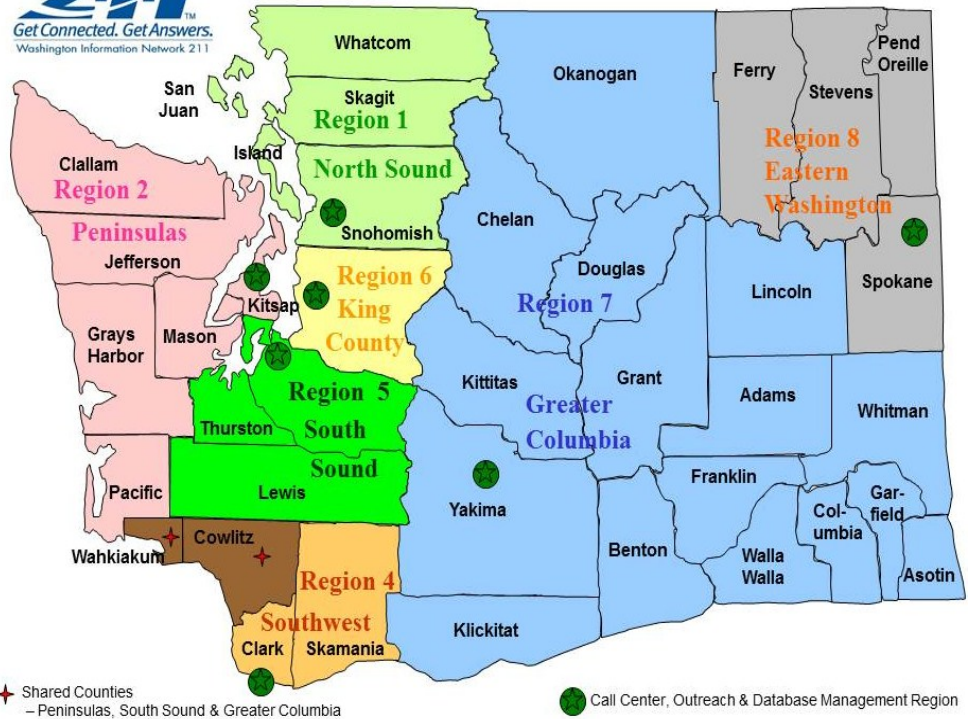 211
TM
Get Connected. Get Answers.
Washington Information Network 211
Whatcom
Okanogan
Ferry
Pend
Oreille
Stevens
San
Juan
Skagit
Region 1
Island
North Sound
Snohomish
Clallam
Region 2
Peninsulas
Jefferson
Region 8
Eastern
Washington
Spokane
Chelan
Douglas
Region 7
Lincoln
Region 6
King
County
Kitsap
Grays
Harbor
Mason
Region 5
South
Sound
Thurston
Lewis
Kittitas
Grant
Greater
Columbia
Adams
Whitman
Pacific
Yakima
Franklin
Benton
Walla
Walla
Col-
umbia
Gar-
field
Asotin
Wahkiakum
Cowlitz
Region 4
Southwest
Clark
Skamania
Klickitat
Shared Counties
– Peninsulas, South Sound & Greater Columbia
Call Center, Outreach & Database Management Region